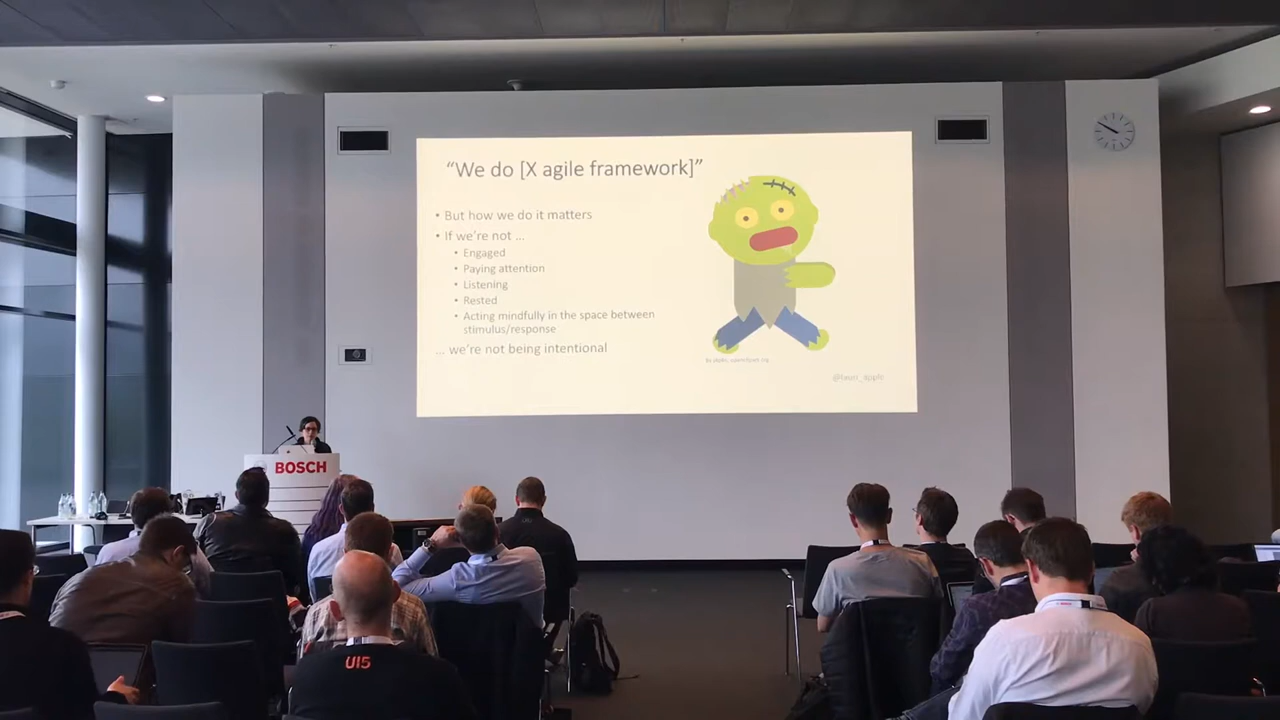 “We do [X agile framework]”
• But how we do it matters
• If we're not ...
• Engaged
• Paying attention
• Listening
• Rested
• Acting mindfully in the space between
stimulus/response
... we're not being intentional
@lauri_apple
BOSCH
U15